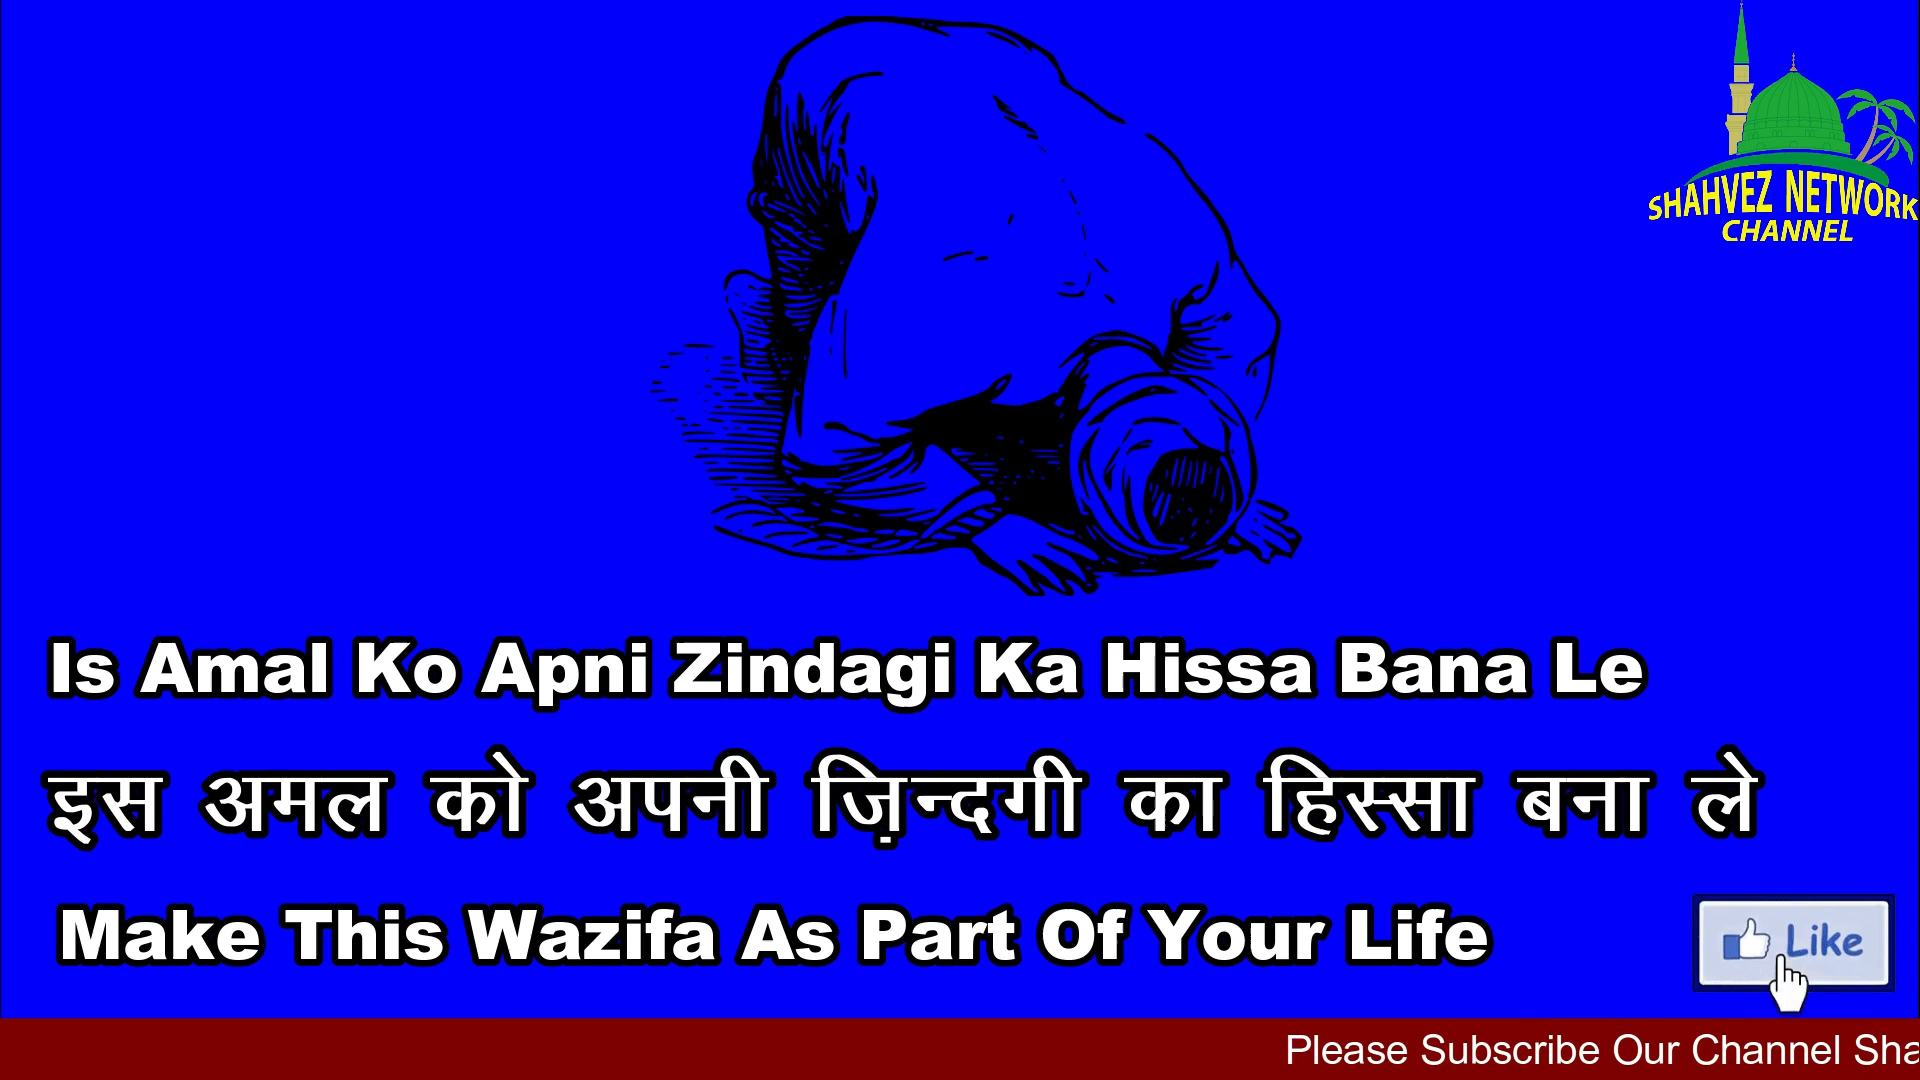 SHAHVEZ NETWORK
CHANNEL
Is Amal Ko Apni Zindagi Ka Hissa Bana Le
इस अमल को अपनी ज़िन्दगी का हिस्सा बना ले
Make This Wazifa As Part Of Your Life
Like
Please Subscribe Our Channel Sha